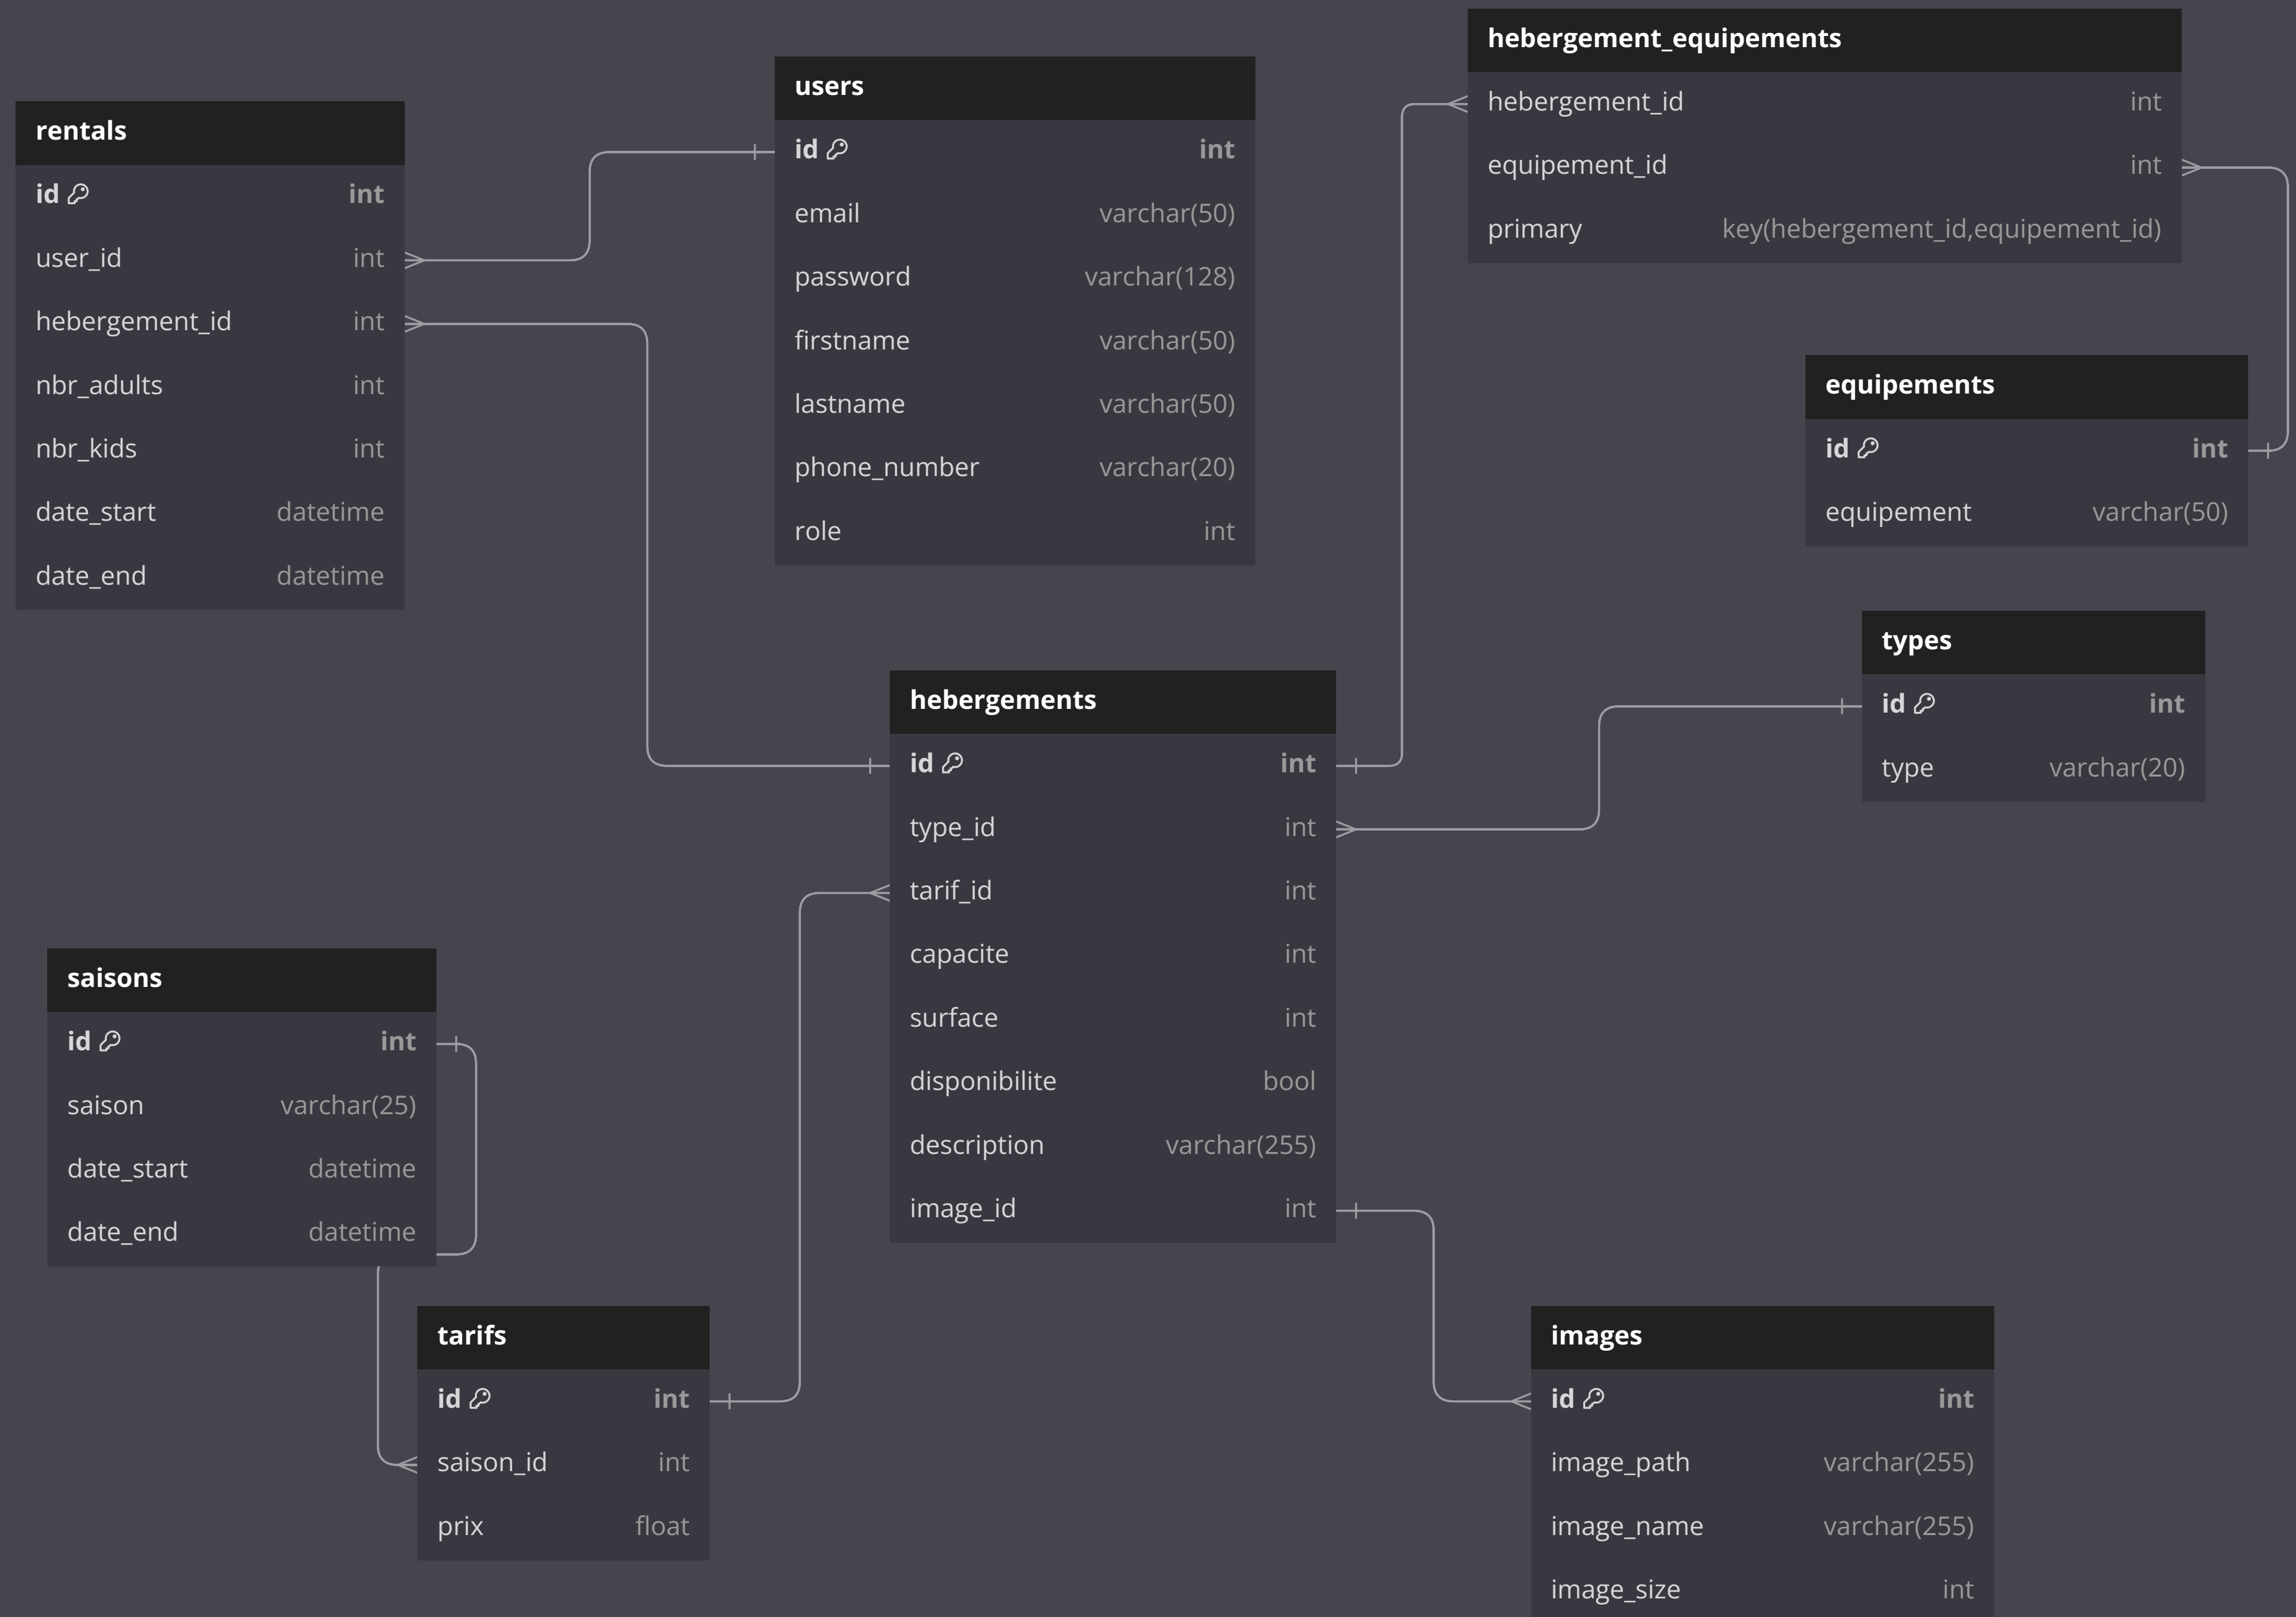 hebergement_equipements
hebergement_id int
equipement_id int
primary key(hebergement_id,equipement_id)
users
id int
email varchar(50)
password varchar(128)
firstname varchar(50)
lastname varchar(50)
phone_number varchar(20)
role int
rentals
id int
user_id int
hebergement_id int
nbr_adults int
nbr_kids int
date_start datetime
date_end datetime
equipements
id int
equipement varchar(50)
types
id int
type varchar(20)
hebergements
id int
type_id int
tarif_id int
capacite int
surface int
disponibilite bool
description varchar(255)
image_id int
saisons
id int
saison varchar(25)
date_start datetime
date_end datetime
tarifs
id int
saison_id int
prix float
images
id int
image_path varchar(255)
image_name varchar(255)
image_size int